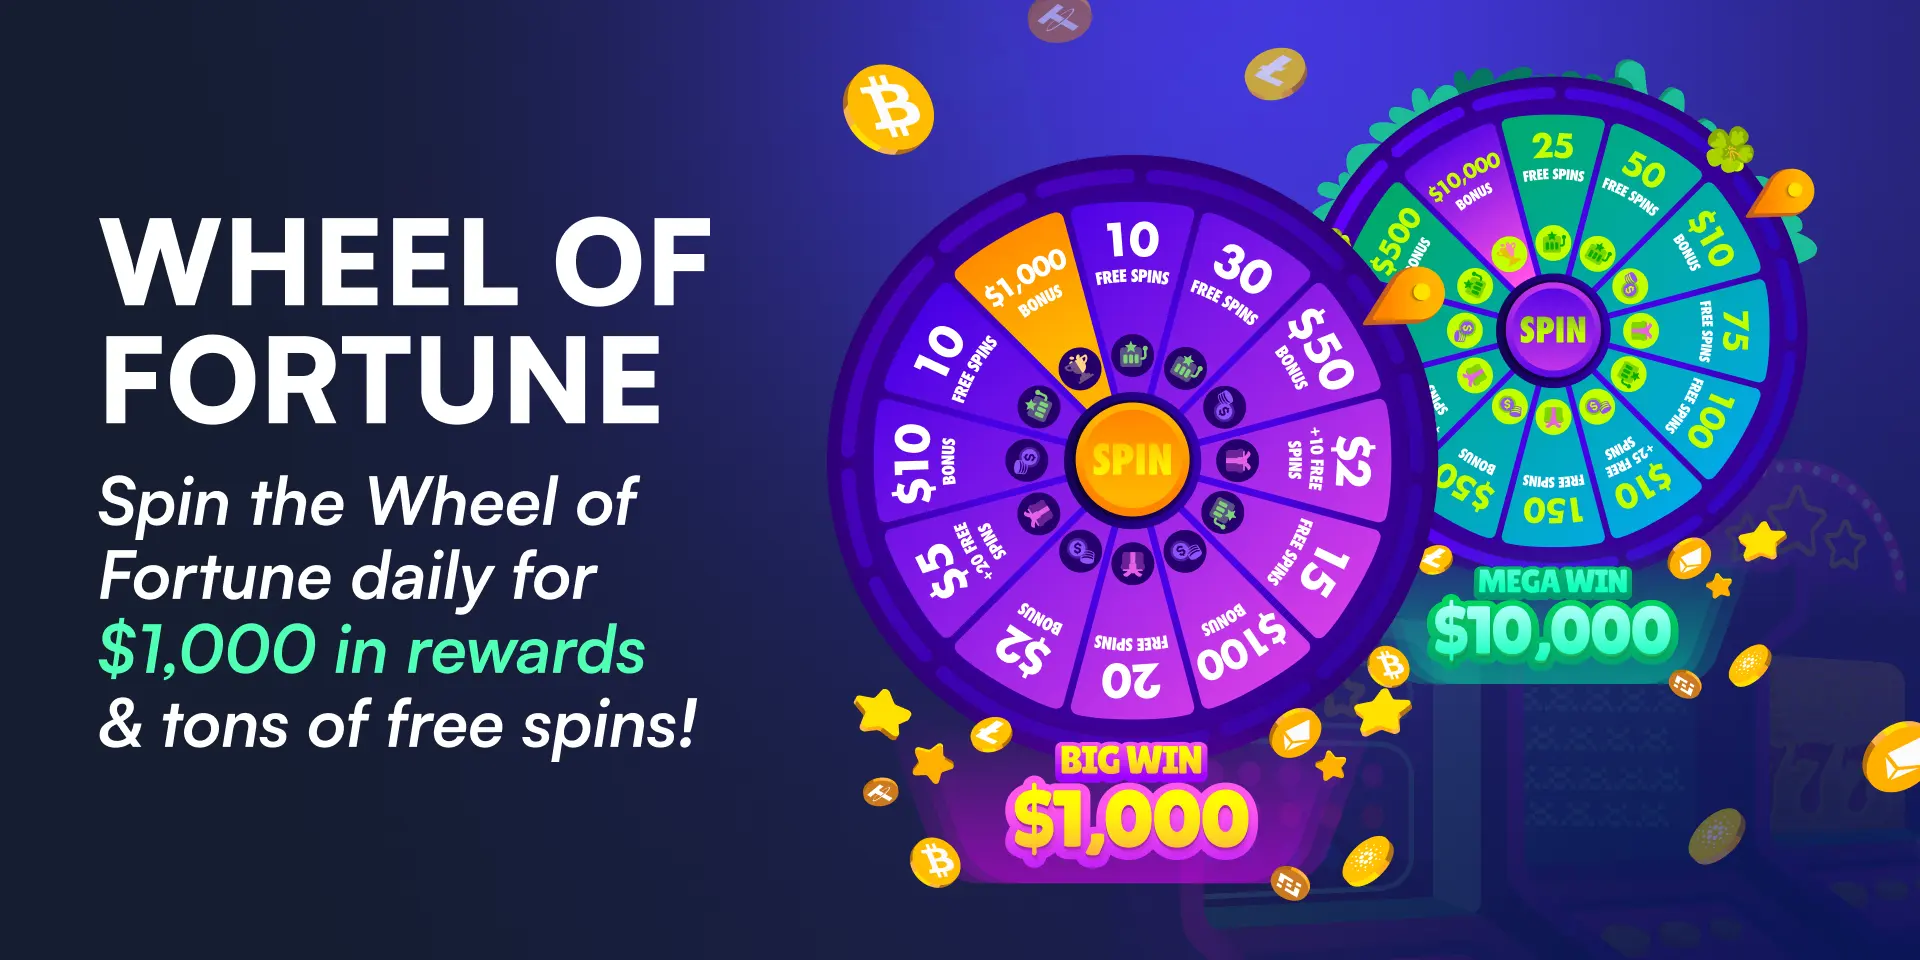 WHEEL OF
FORTUNE
Spin the Wheel of
Fortune daily for
$1,000 in rewards
& tons of free spins!
$1,000
BONUS
10
FREE SPINS
30
FREE SPINS
$50
BONUS
$2
+10 FREE
SPINS
15
FREE SPINS
$100
BONUS
20
FREE SPINS
$2
BONUS
$5
+20 FREE
SPINS
$10
BONUS
10
FREE SPINS
SPIN
BIG WIN
$1,000
$10,000
BONUS
25
FREE SPINS
50
FREE SPINS
$10
BONUS
75
FREE SPINS
100
FREE SPINS
$10
+25 FREE
SPINS
150
FREE SPINS
$50
BONUS
SPINS
$500
SPIN
MEGA WIN
$10,000
777